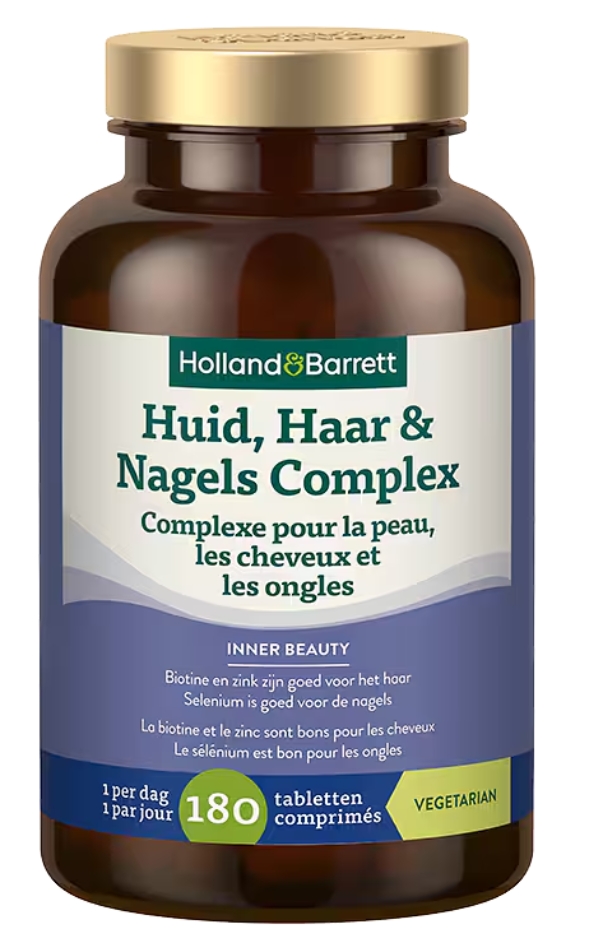 Holland&Barrett
Huid, Haar &
Nagels Complex
Complexe pour la peau,
les cheveux et
les ongles
INNER BEAUTY
Biotine en zink zijn goed voor het haar
Selenium is goed voor de nagels
La biotine et le zinc sont bons pour les cheveux
Le sélénium est bon pour les ongles
1 per dag
1 par jour
180
tabletten
comprimés
VEGETARIAN